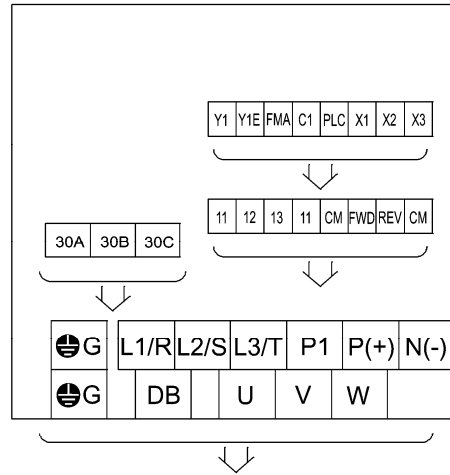 Y1 Y1E FMA C1 PLC X1 X2 X3
11 12 13 11 CM FWD REV CM
30A 30B 30C
G L1/R L2/S L3/T P1 P(+) N(-)
G DB U V W